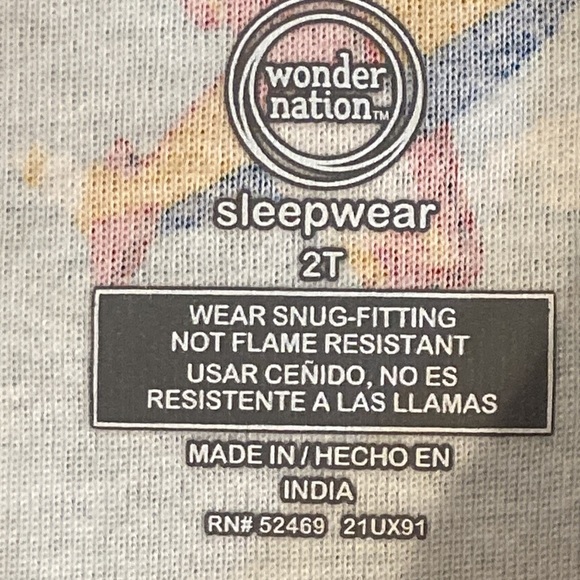 wonder
nation™
sleepwear
2T
WEAR SNUG-FITTING
NOT FLAME RESISTANT
USAR CEÑIDO, NO ES
RESISTENTE A LAS LLAMAS
MADE IN / HECHO EN
INDIA
RN# 52469 21UX91